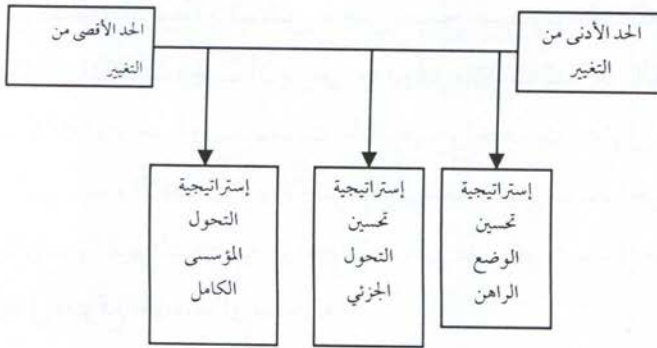 الحد الأدنى من
التغيير
الحد الأقصى من
التغيير
إستراتيجية
تحسين
الوضع
الراهن
إستراتيجية
تحسين
التحول
الجزئي
إستراتيجية
التحول
المؤسسى
الكامل